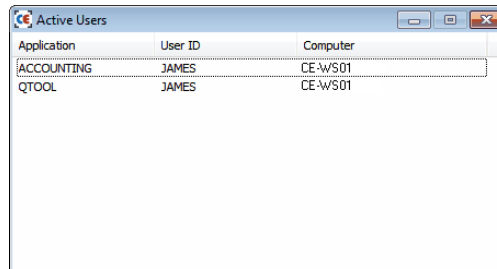 CE Active Users
Application User ID Computer
ACCOUNTING JAMES CE-WS01
QTOOL JAMES CE-WS01